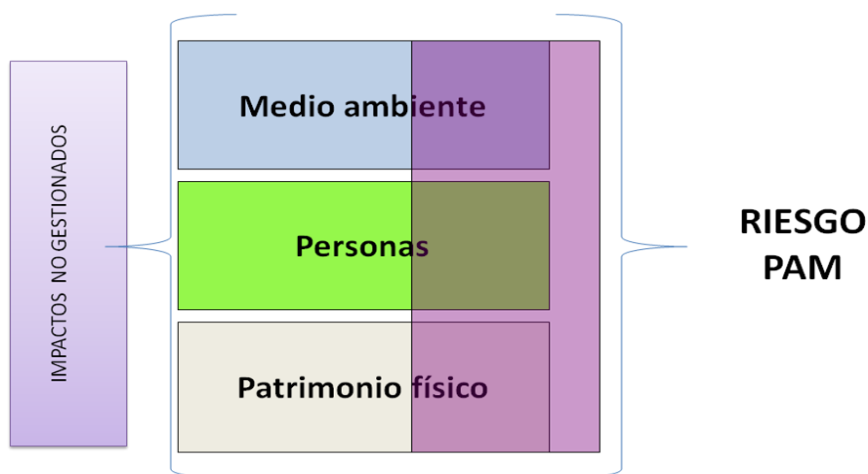 IMPACTOS NO GESTIONADOS
Medio ambiente
Personas
Patrimonio físico
RIESGO
PAM